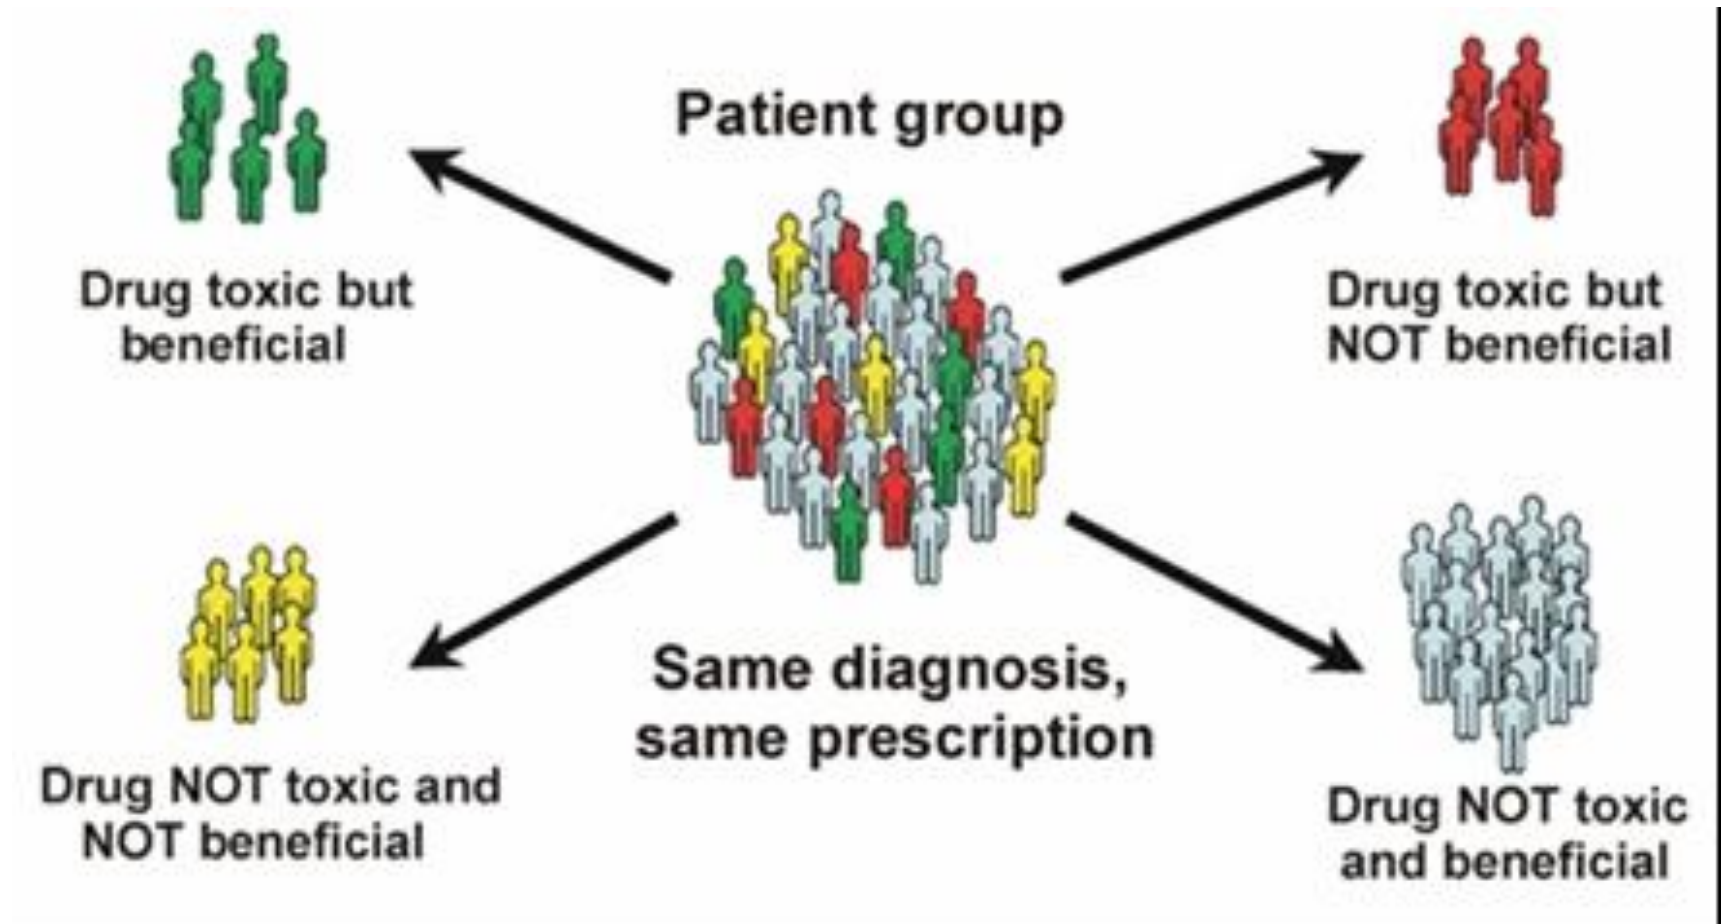 Patient group
Drug toxic but
beneficial
Drug toxic but
NOT beneficial
Same diagnosis,
same prescription
Drug NOT toxic and
NOT beneficial
Drug NOT toxic
and beneficial